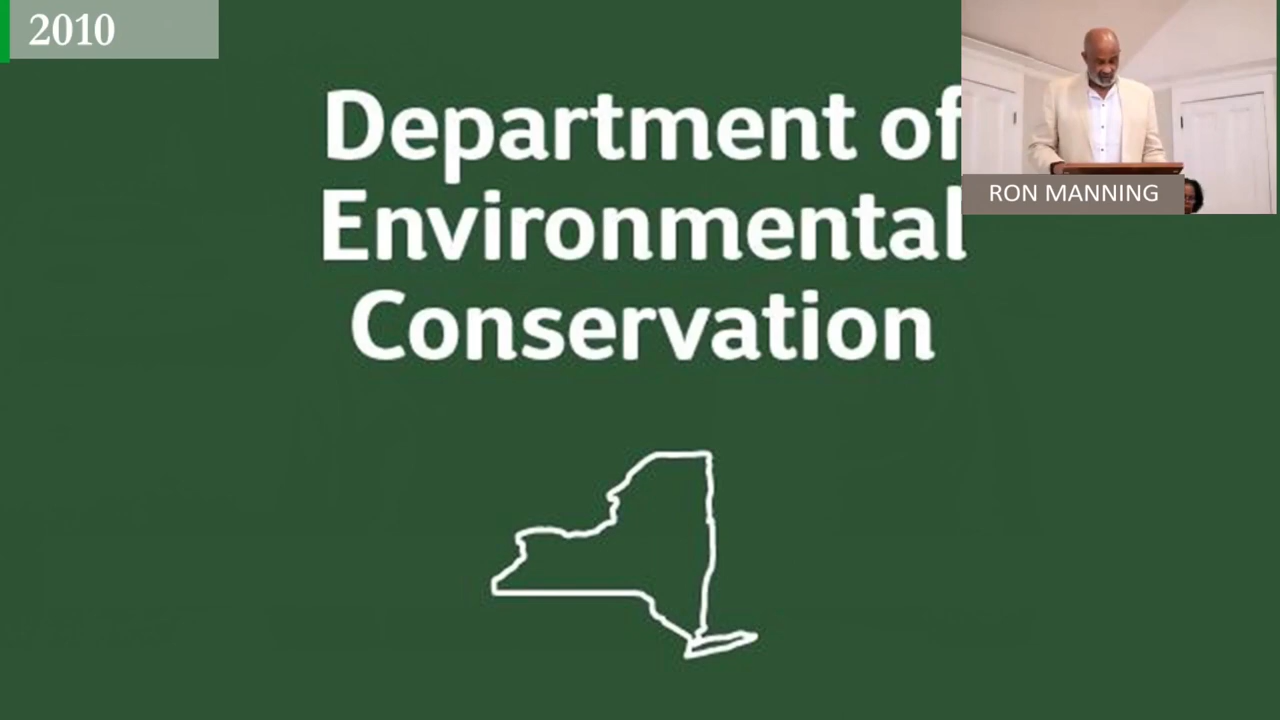 2010
Department of
Environmental
Conservation
RON MANNING